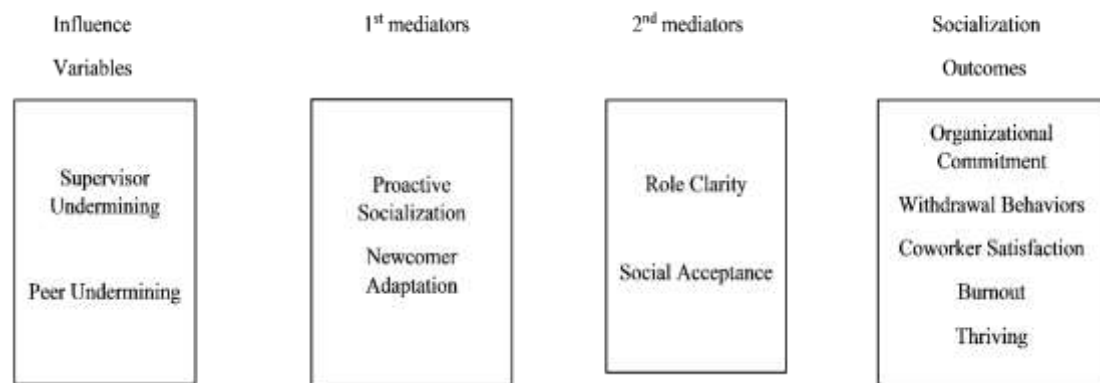 Influence
Variables
1st mediators
2nd mediators
Socialization
Outcomes
Supervisor
Undermining
Peer Undermining
Proactive
Socialization
Newcomer
Adaptation
Role Clarity
Social Acceptance
Organizational
Commitment
Withdrawal Behaviors
Coworker Satisfaction
Burnout
Thriving